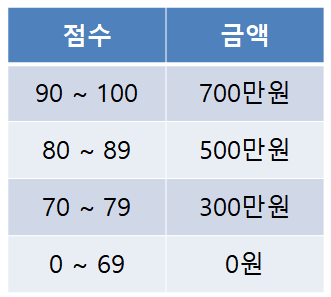 점수 금액
90 ~ 100 700만원
80 ~ 89 500만원
70 ~ 79 300만원
0 ~ 69 0원